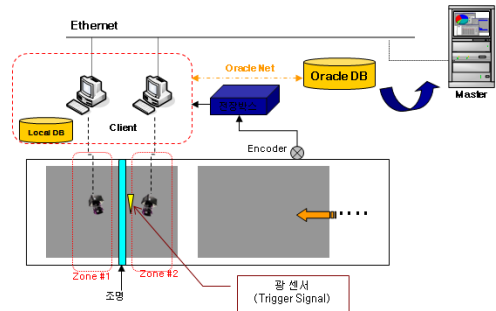 Ethernet
Oracle Net
Oracle DB
Master
Client
Local DB
Encoder
Zone #1
Zone #2
조명
광 센서
(Trigger Signal)